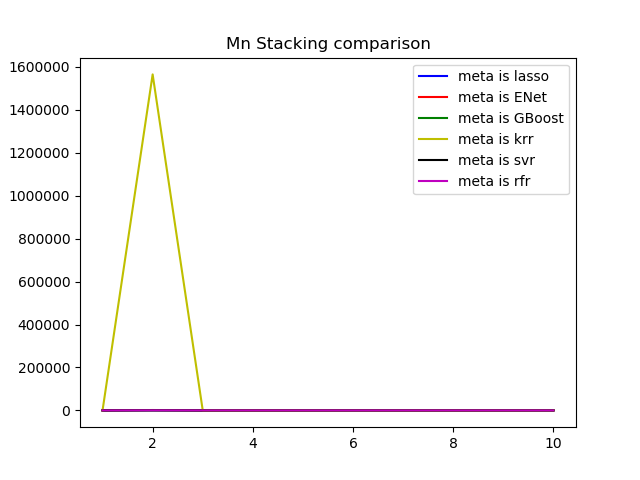 Mn Stacking comparison
1600000
1400000
1200000
1000000
800000
600000
400000
200000
0
meta is lasso
meta is ENet
meta is GBoost
meta is krr
meta is svr
meta is rfr
2 4 6 8 10